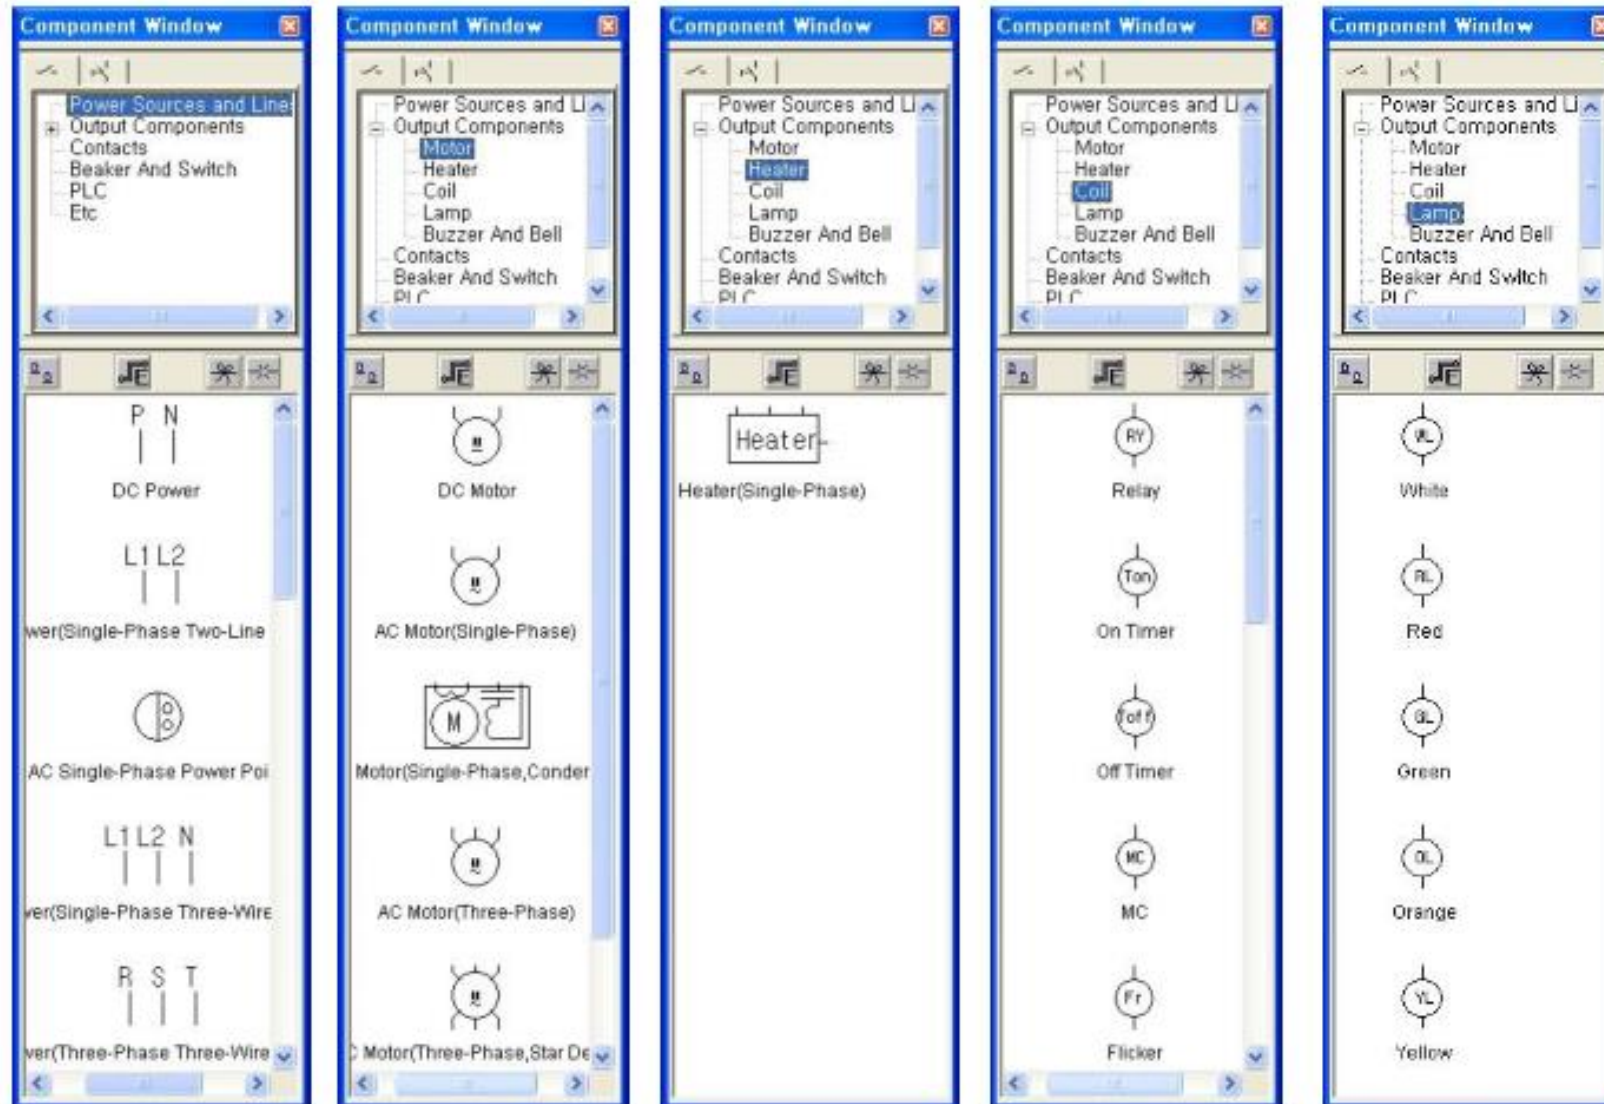 Component Window
Power Sources and Lines
Output Components
Contacts
Beaker And Switch
PLC
Etc
P N
DC Power
L1 L2
wer(Single-Phase Two-Line
AC Single-Phase Power Poi
L1 L2 N
ver(Single-Phase Three-Wire
R S T
ver(Three-Phase Three-Wire
Component Window
Power Sources and Li
Output Components
Motor
Heater
Coil
Lamp
Buzzer And Bell
Contacts
Beaker And Switch
PLC
DC Motor
AC Motor(Single-Phase)
M
Motor(Single-Phase,Conden
AC Motor(Three-Phase)
C Motor(Three-Phase,Star De
Component Window
Power Sources and Li
Output Components
Motor
Heater
Coil
Lamp
Buzzer And Bell
Contacts
Beaker And Switch
PLC
Heater
Heater(Single-Phase)
Component Window
Power Sources and Li
Output Components
Motor
Heater
Coil
Lamp
Buzzer And Bell
Contacts
Beaker And Switch
PLC
RY
Relay
Ton
On Timer
Toff
Off Timer
MC
MC
Fr
Flicker
Component Window
Power Sources and Li
Output Components
Motor
Heater
Coil
Lamp
Buzzer And Bell
Contacts
Beaker And Switch
PLC
WL
White
RL
Red
GL
Green
OL
Orange
YL
Yellow